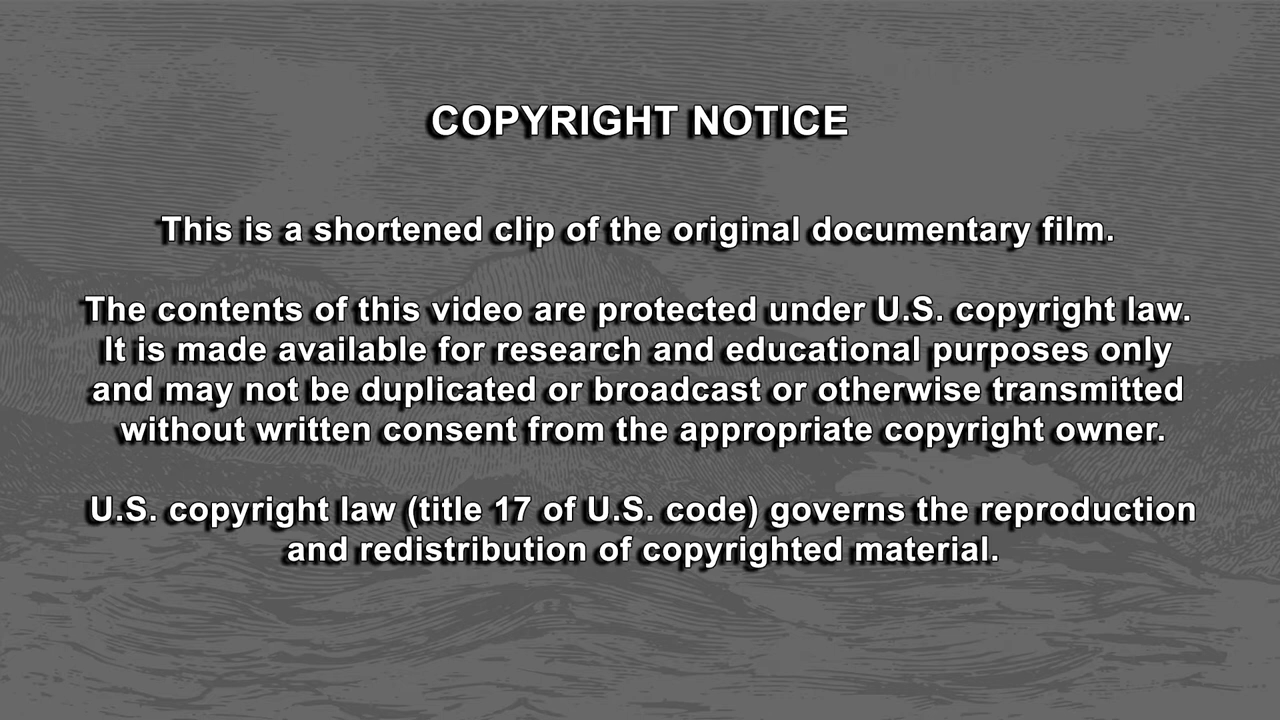 COPYRIGHT NOTICE
This is a shortened clip of the original documentary film.
The contents of this video are protected under U.S. copyright law.
It is made available for research and educational purposes only
and may not be duplicated or broadcast or otherwise transmitted
without written consent from the appropriate copyright owner.
U.S. copyright law (title 17 of U.S. code) governs the reproduction
and redistribution of copyrighted material.